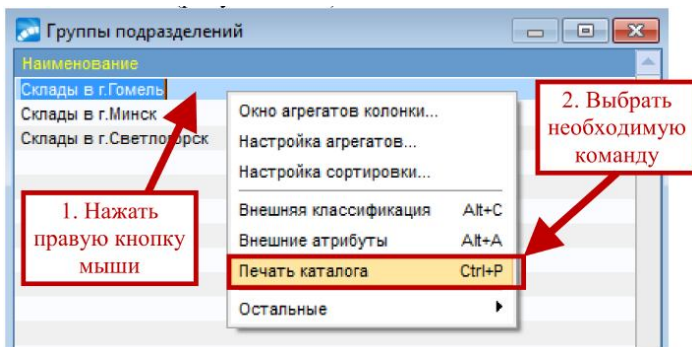 Группы подразделений
Наименование
Склады в г.Гомель
Склады в г.Минск
Склады в г.Светлогорск
Окно агрегатов колонки...
Настройка агрегатов...
Настройка сортировки...
Внешняя классификация Alt+C
Внешние атрибуты Alt+A
Печать каталога Ctrl+P
Остальные
1. Нажать
правую кнопку
мыши
2. Выбрать
необходимую
команду